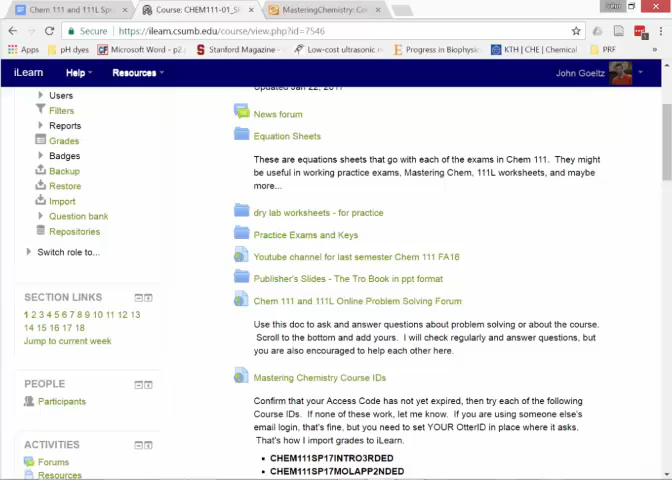 Chem 111 and 111L Sp
Course: CHEM111-01_S
MasteringChemistry: Co
John
Secure https://ilearn.csumb.edu/course/view.php?id=7546
Apps pH dyes Microsoft Word - p2 Stanford Magazine - Low-cost ultrasonic r Progress in Biophysic KTH | CHE | Chemical PRF
iLearn Help Resources John Goeltz
Updated Jan 22, 2017
Users
Filters
Reports
Grades
Badges
Backup
Restore
Import
Question bank
Repositories
Switch role to...
SECTION LINKS
1 2 3 4 5 6 7 8 9 10 11 12 13
14 15 16 17 18
Jump to current week
PEOPLE
Participants
ACTIVITIES
Forums
Resources
News forum
Equation Sheets
These are equations sheets that go with each of the exams in Chem 111. They might
be useful in working practice exams, Mastering Chem, 111L worksheets, and maybe
more...
dry lab worksheets - for practice
Practice Exams and Keys
Youtube channel for last semester Chem 111 FA16
Publisher's Slides - The Tro Book in ppt format
Chem 111 and 111L Online Problem Solving Forum
Use this doc to ask and answer questions about problem solving or about the course.
Scroll to the bottom and add yours. I will check regularly and answer questions, but
you are also encouraged to help each other here.
Mastering Chemistry Course IDs
Confirm that your Access Code has not yet expired, then try each of the following
Course IDs. If none of these work, let me know. If you are using someone else's
email login, that's fine, but you need to set YOUR OtterID in place where it asks.
That's how I import grades to iLearn.
CHEM111SP17INTRO3RDED
CHEM111SP17MOLAPP2NDED